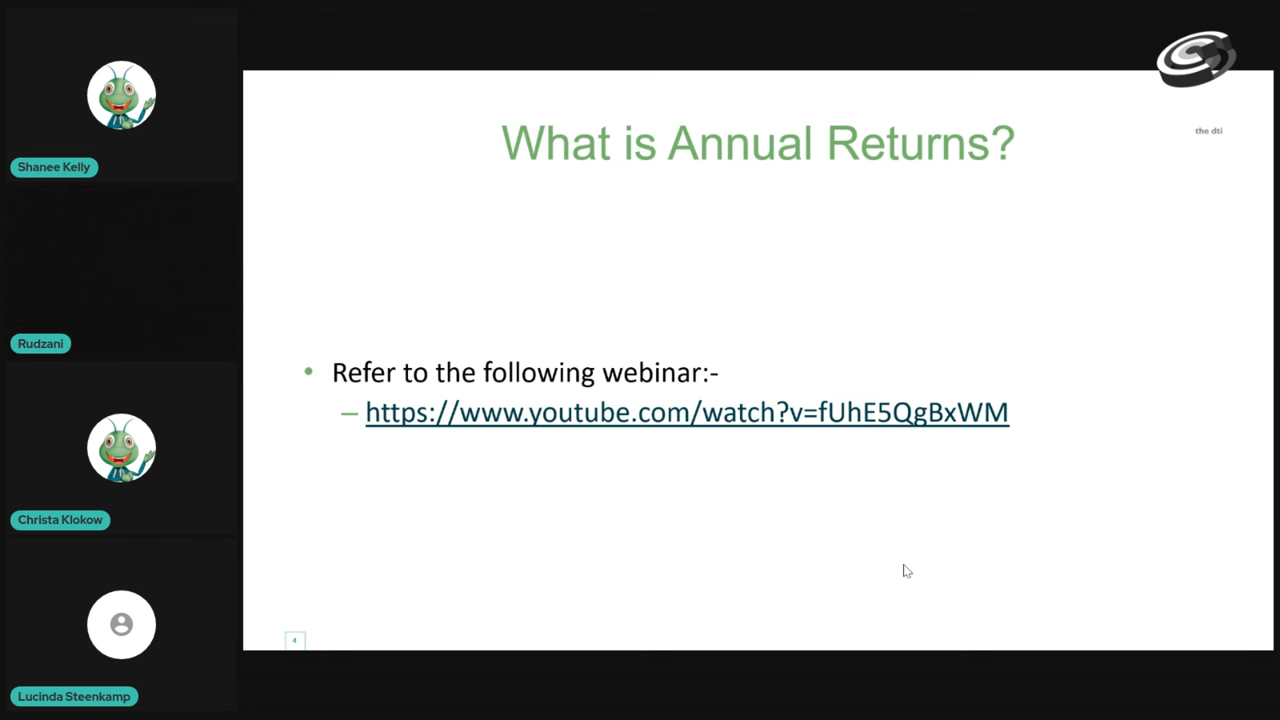 Shanee Kelly
Rudzani
Christa Klokow
Lucinda Steenkamp
the dti
What is Annual Returns?
• Refer to the following webinar:-
– https://www.youtube.com/watch?v=fUhE5QgBxWM
4